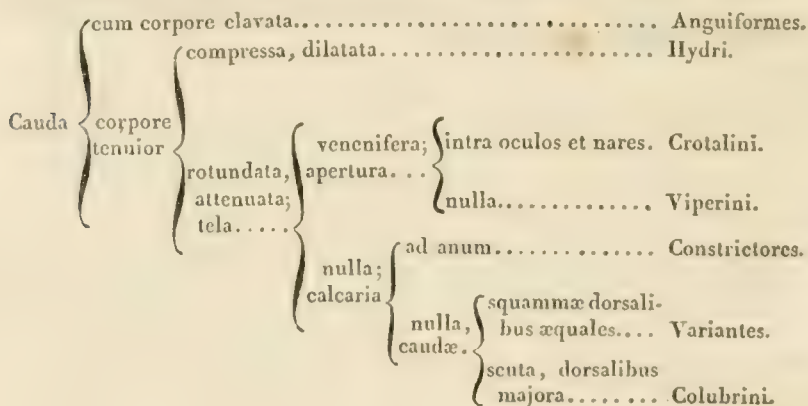 cum corpore clavata.............................. Anguiformes.
compressa, dilatata....................... Hydri.
Cauda
corpore
tenuior
venenifera; intra oculos et nares. Crotalini.
apertura...
rotundata,
attenuata;
tela.....
nulla.............. Viperini.
ad anum............... Constrictores.
nulla;
calcaria
squammæ dorsali-
nulla,
bus æquales.... Variantes.
caudæ.
scuta, dorsalibus
majora........ Colubrini.